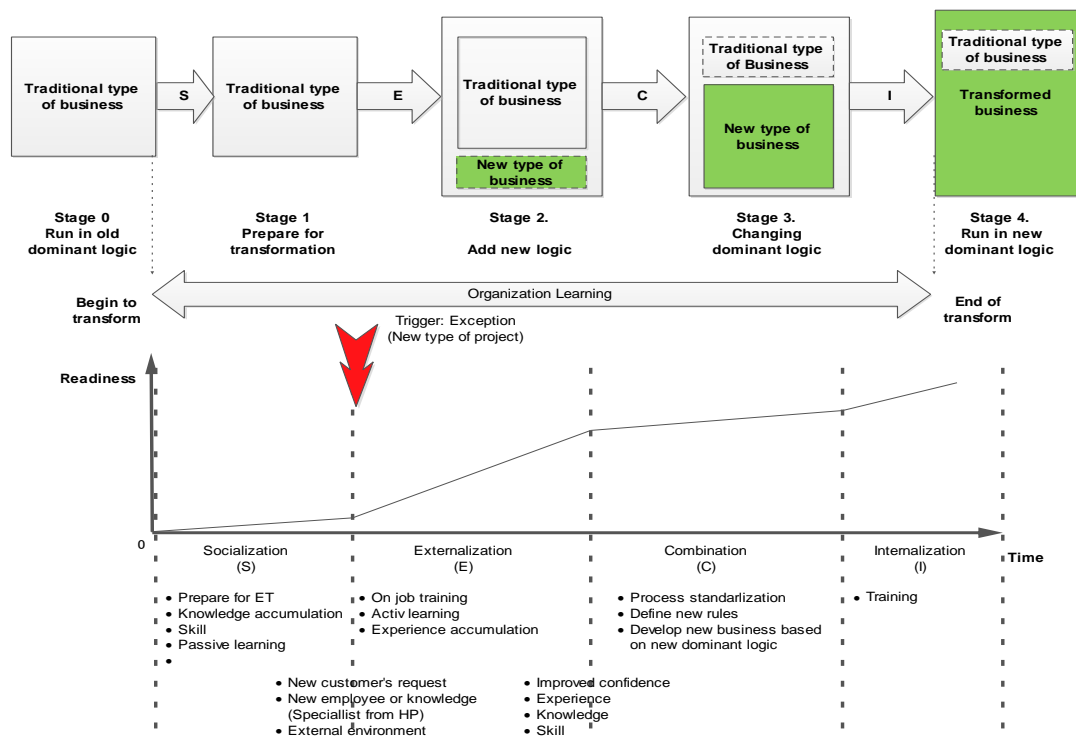 Traditional type
of business
S
Traditional type
of business
E
Traditional type
of business
New type of
business
C
Traditional type
of Business
New type of
business
I
Traditional type
of business
Transformed
business
Stage 0
Run in old
dominant logic
Stage 1
Prepare for
transformation
Stage 2.
Add new logic
Stage 3.
Changing
dominant logic
Stage 4.
Run in new
dominant logic
Begin to
transform
Organization Learning
End of
transform
Trigger: Exception
(New type of project)
Readiness
0
Time
Socialization
(S)
Externalization
(E)
Combination
(C)
Internalization
(I)
• Prepare for ET
• Knowledge accumulation
• Skill
• Passive learning
•
• On job training
• Activ learning
• Experience accumulation
• Process standarlization
• Define new rules
• Develop new business based
on new dominant logic
• Training
• New customer's request
• New employee or knowledge
(Speciallist from HP)
• External environment
• Improved confidence
• Experience
• Knowledge
• Skill